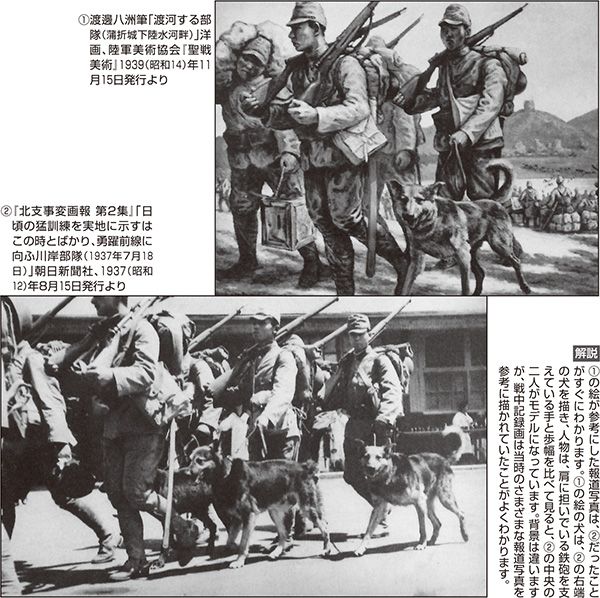 ①渡邊八洲筆「渡河する部
隊(蒲折城下陸水河畔)」洋
画、陸軍美術協会『聖戦
美術』1939(昭和14)年11
月15日発行より
②『北支事変画報 第2集』「日
頃の猛訓練を実地に示すは
この時とばかり、勇躍前線に
向ふ川岸部隊(1937年7月18
日)」朝日新聞社、1937(昭和
12)年8月15日発行より
解説
①の絵が参考にした報道写真は、②だったこと
がすぐにわかります。①の絵の犬は、②の右端
の犬を描き、人物は、肩に担いでいる鉄砲を支
えている手と歩幅を比べて見ると、②の中央の
二人がモデルになっています。背景は違います
が、戦中記録画は当時のさまざまな報道写真を
参考に描かれていたことがよくわかります。